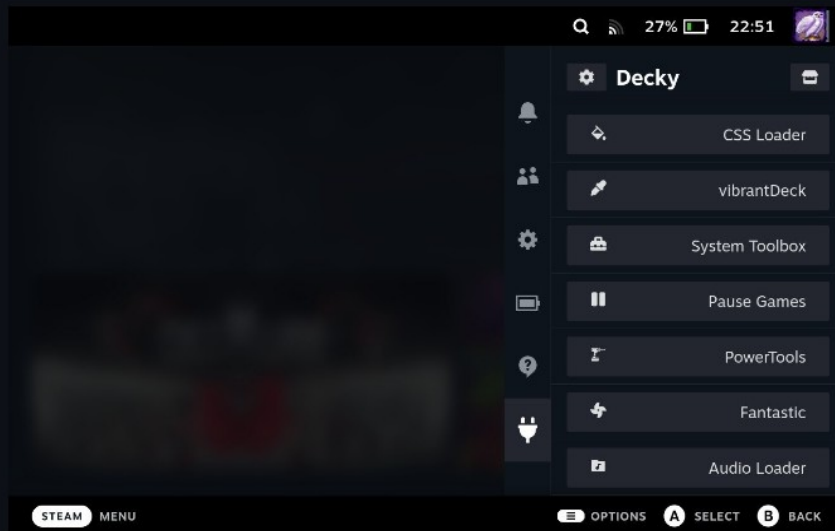 27% 22:51
Decky
CSS Loader
vibrantDeck
System Toolbox
Pause Games
PowerTools
Fantastic
Audio Loader
STEAM MENU OPTIONS A SELECT B BACK